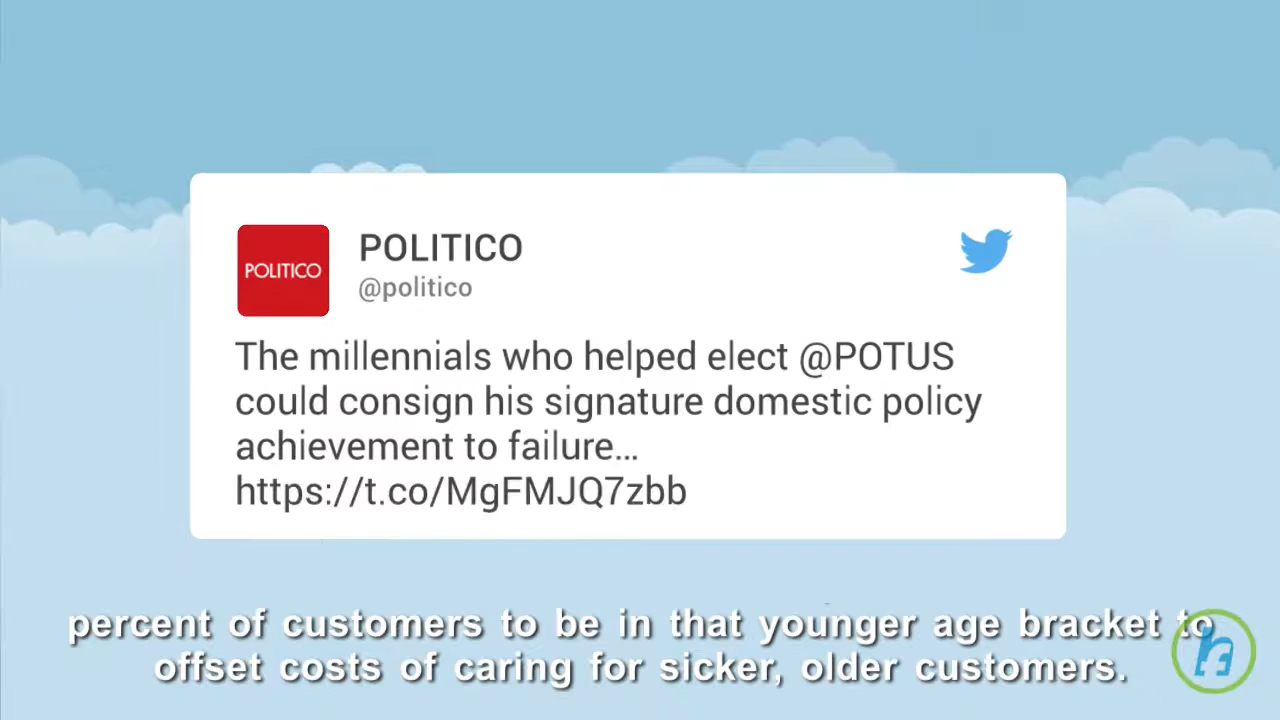 POLITICO
POLITICO
@politico
The millennials who helped elect @POTUS
could consign his signature domestic policy
achievement to failure...
https://t.co/MgFMJQ7zbb
percent of customers to be in that younger age bracket to
offset costs of caring for sicker, older customers.